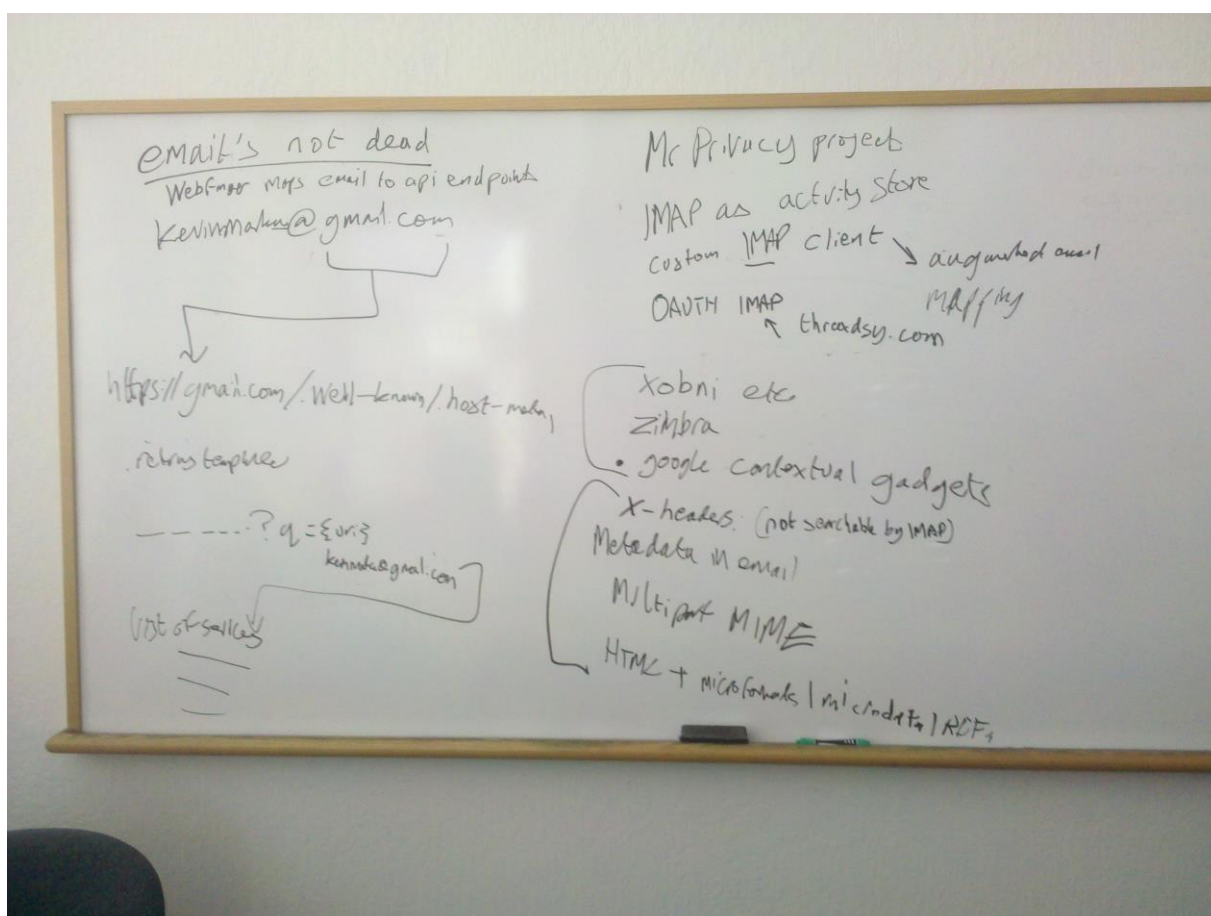 email's not dead
WebFinger maps email to api endpoints
kevinmarks@gmail.com
https://gmail.com/.well-known/.host-meta
returns template
- - - - - - - ? q = {uri}
kevinmarks@gmail.com
list of services
Mr Privacy project
IMAP as activity store
custom IMAP client
augmented email
mapping
OAUTH IMAP
threadsy.com
xobni etc
zimbra
• google contextual gadgets
X-headers. (not searchable by IMAP)
Metadata in email
Multipart MIME
HTML + microformats | microdata | RDFa